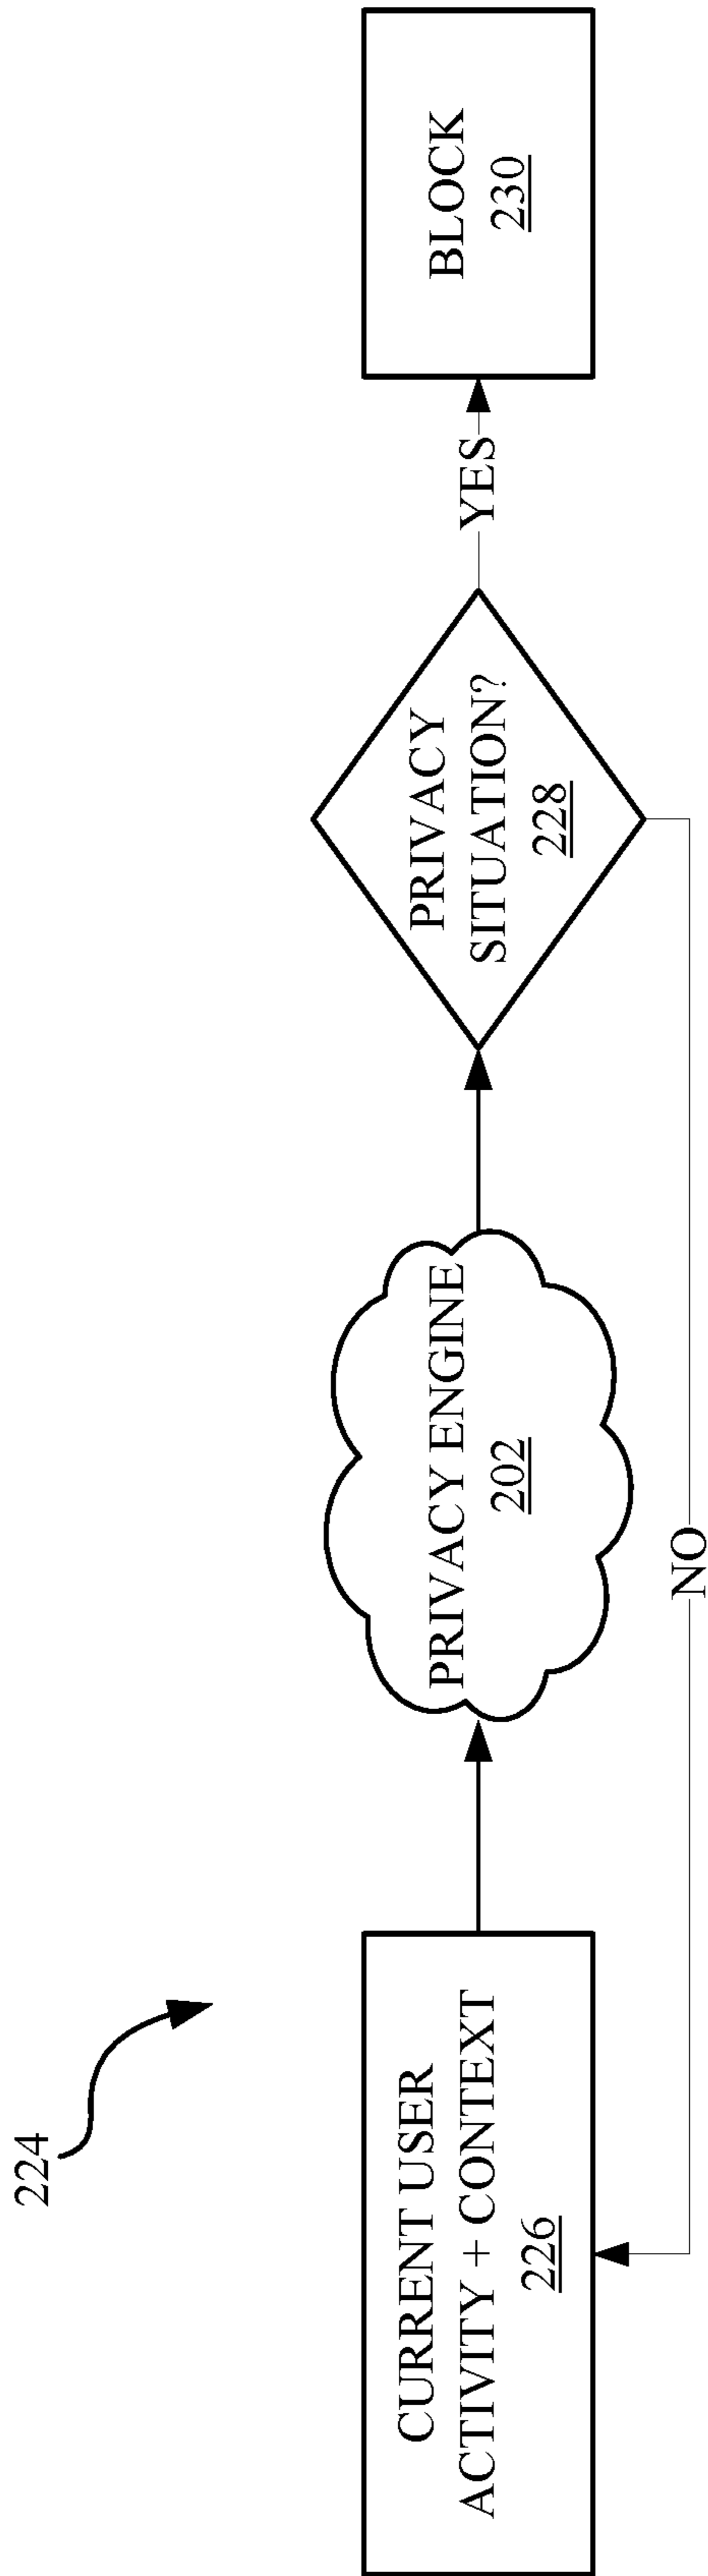 224
CURRENT USER
ACTIVITY + CONTEXT
226
PRIVACY ENGINE
202
PRIVACY
SITUATION?
228
YES
BLOCK
230
NO